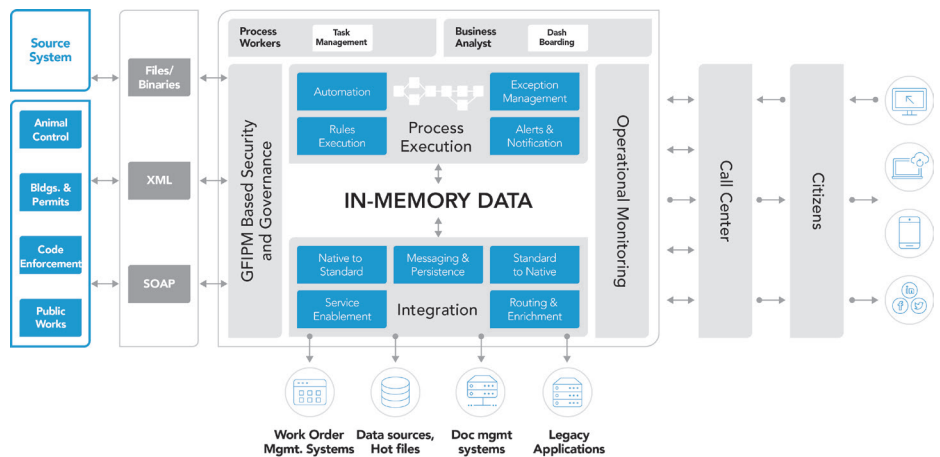 Source
System
Animal
Control
Bldgs. &
Permits
Code
Enforcement
Public
Works
Files/
Binaries
XML
SOAP
Process
Workers
Task
Management
Business
Analyst
Dash
Boarding
GFIPM Based Security
and Governance
Automation
Exception
Management
Rules
Execution
Process
Execution
Alerts &
Notification
IN-MEMORY DATA
Native to
Standard
Messaging &
Persistence
Standard
to Native
Service
Enablement
Integration
Routing &
Enrichment
Operational Monitoring
Call Center
Citizens
in
f
Work Order
Mgmt. Systems
Data sources,
Hot files
Doc mgmt
systems
Legacy
Applications